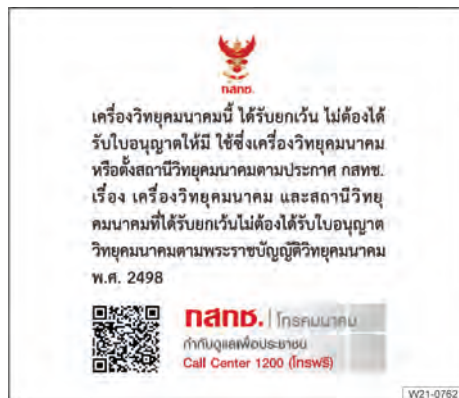 กสทช.
เครื่องวิทยุคมนาคมนี้ ได้รับยกเว้น ไม่ต้องได้
รับใบอนุญาตให้มี ใช้ซึ่งเครื่องวิทยุคมนาคม
หรือตั้งสถานีวิทยุคมนาคมตามประกาศ กสทช.
เรื่อง เครื่องวิทยุคมนาคม และสถานีวิทยุ
คมนาคมที่ได้รับยกเว้นไม่ต้องได้รับใบอนุญาต
วิทยุคมนาคมตามพระราชบัญญัติวิทยุคมนาคม
พ.ศ. 2498
กสทช. | โทรคมนาคม
กำกับดูแลเพื่อประชาชน
Call Center 1200 (โทรฟรี)
W21-0762